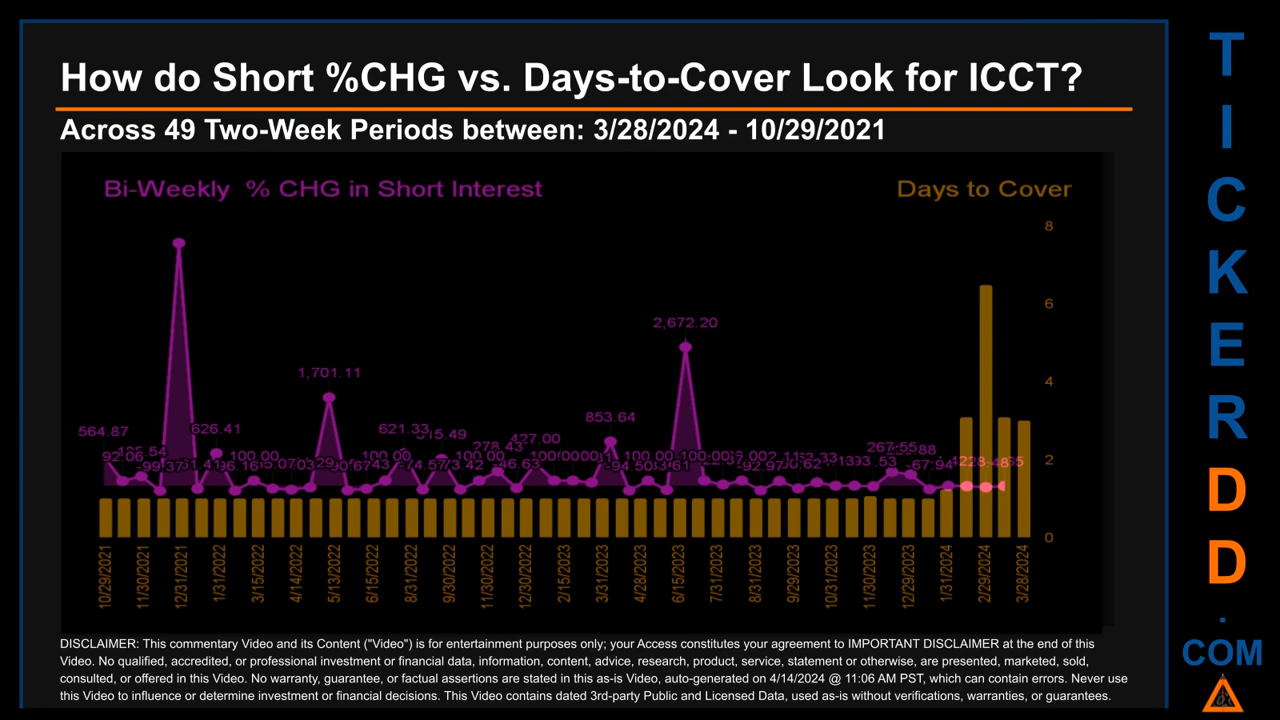 How do Short %CHG vs. Days-to-Cover Look for ICCT?
Across 49 Two-Week Periods between: 3/28/2024 - 10/29/2021
Bi-Weekly % CHG in Short Interest
Days to Cover
8
6
4
2
0
2,672.20
1,701.11
853.64
564.87
626.41
621.33
427.00
10/29/2021
11/30/2021
12/31/2021
1/31/2022
3/15/2022
4/14/2022
5/13/2022
6/15/2022
7/29/2022
8/31/2022
9/30/2022
11/30/2022
12/30/2022
2/15/2023
3/31/2023
4/28/2023
6/15/2023
7/31/2023
8/31/2023
9/29/2023
10/31/2023
11/30/2023
12/29/2023
1/31/2024
2/29/2024
3/28/2024
DISCLAIMER: This commentary Video and its Content ("Video") is for entertainment purposes only; your Access constitutes your agreement to IMPORTANT DISCLAIMER at the end of this
Video. No qualified, accredited, or professional investment or financial data, information, content, advice, research, product, service, statement or otherwise, are presented, marketed, sold,
consulted, or offered in this Video. No warranty, guarantee, or factual assertions are stated in this as-is Video, auto-generated on 4/14/2024 @ 11:06 AM PST, which can contain errors. Never use
this Video to influence or determine investment or financial decisions. This Video contains dated 3rd-party Public and Licensed Data, used as-is without verifications, warranties, or guarantees.
T
I
C
K
E
R
D
D
.
COM